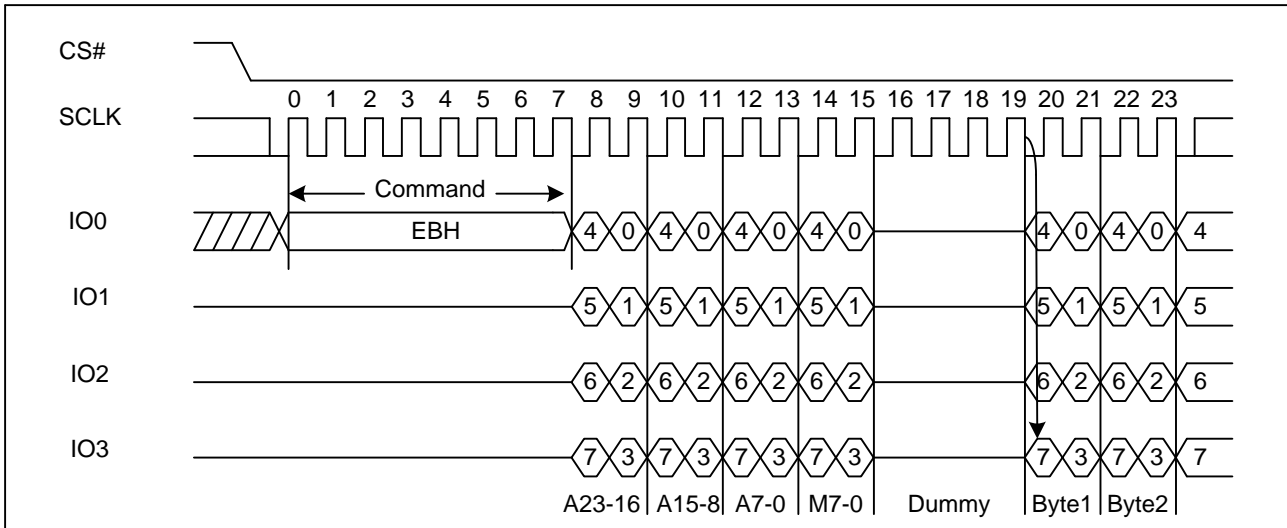 CS#
0 1 2 3 4 5 6 7 8 9 10 11 12 13 14 15 16 17 18 19 20 21 22 23
SCLK
Command
IO0 EBH 4 0 4 0 4 0 4 0 4 0 4 0 4
IO1 5 1 5 1 5 1 5 1 5 1 5 1 5
IO2 6 2 6 2 6 2 6 2 6 2 6 2 6
IO3 7 3 7 3 7 3 7 3 7 3 7 3 7
A23-16 A15-8 A7-0 M7-0 Dummy Byte1 Byte2